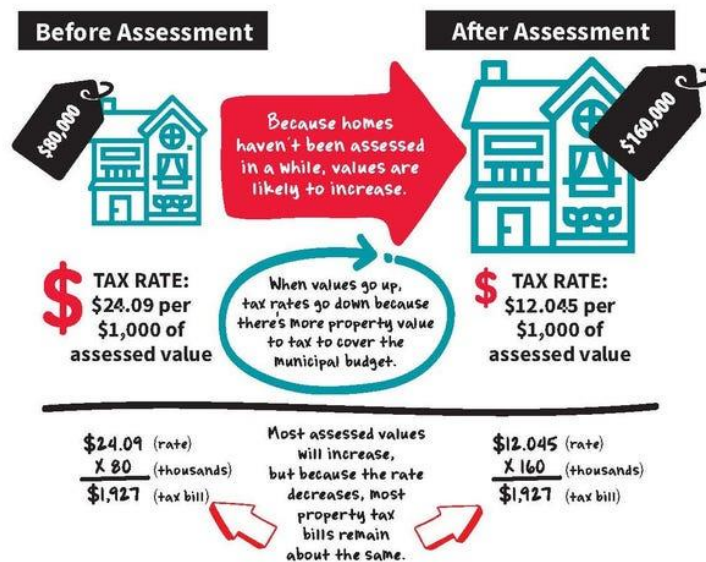 Before Assessment
After Assessment
$80,000
Because homes
haven't been assessed
in a while, values are
likely to increase.
$160,000
$ TAX RATE:
$24.09 per
$1,000 of
assessed value
When values go up,
tax rates go down because
there's more property value
to tax to cover the
municipal budget.
$ TAX RATE:
$12.045 per
$1,000 of
assessed value
$24.09 (rate)
X 80 (thousands)
$1,927 (tax bill)
Most assessed values
will increase,
but because the rate
decreases, most
property tax
bills remain
about the same.
$12.045 (rate)
X 160 (thousands)
$1,927 (tax bill)